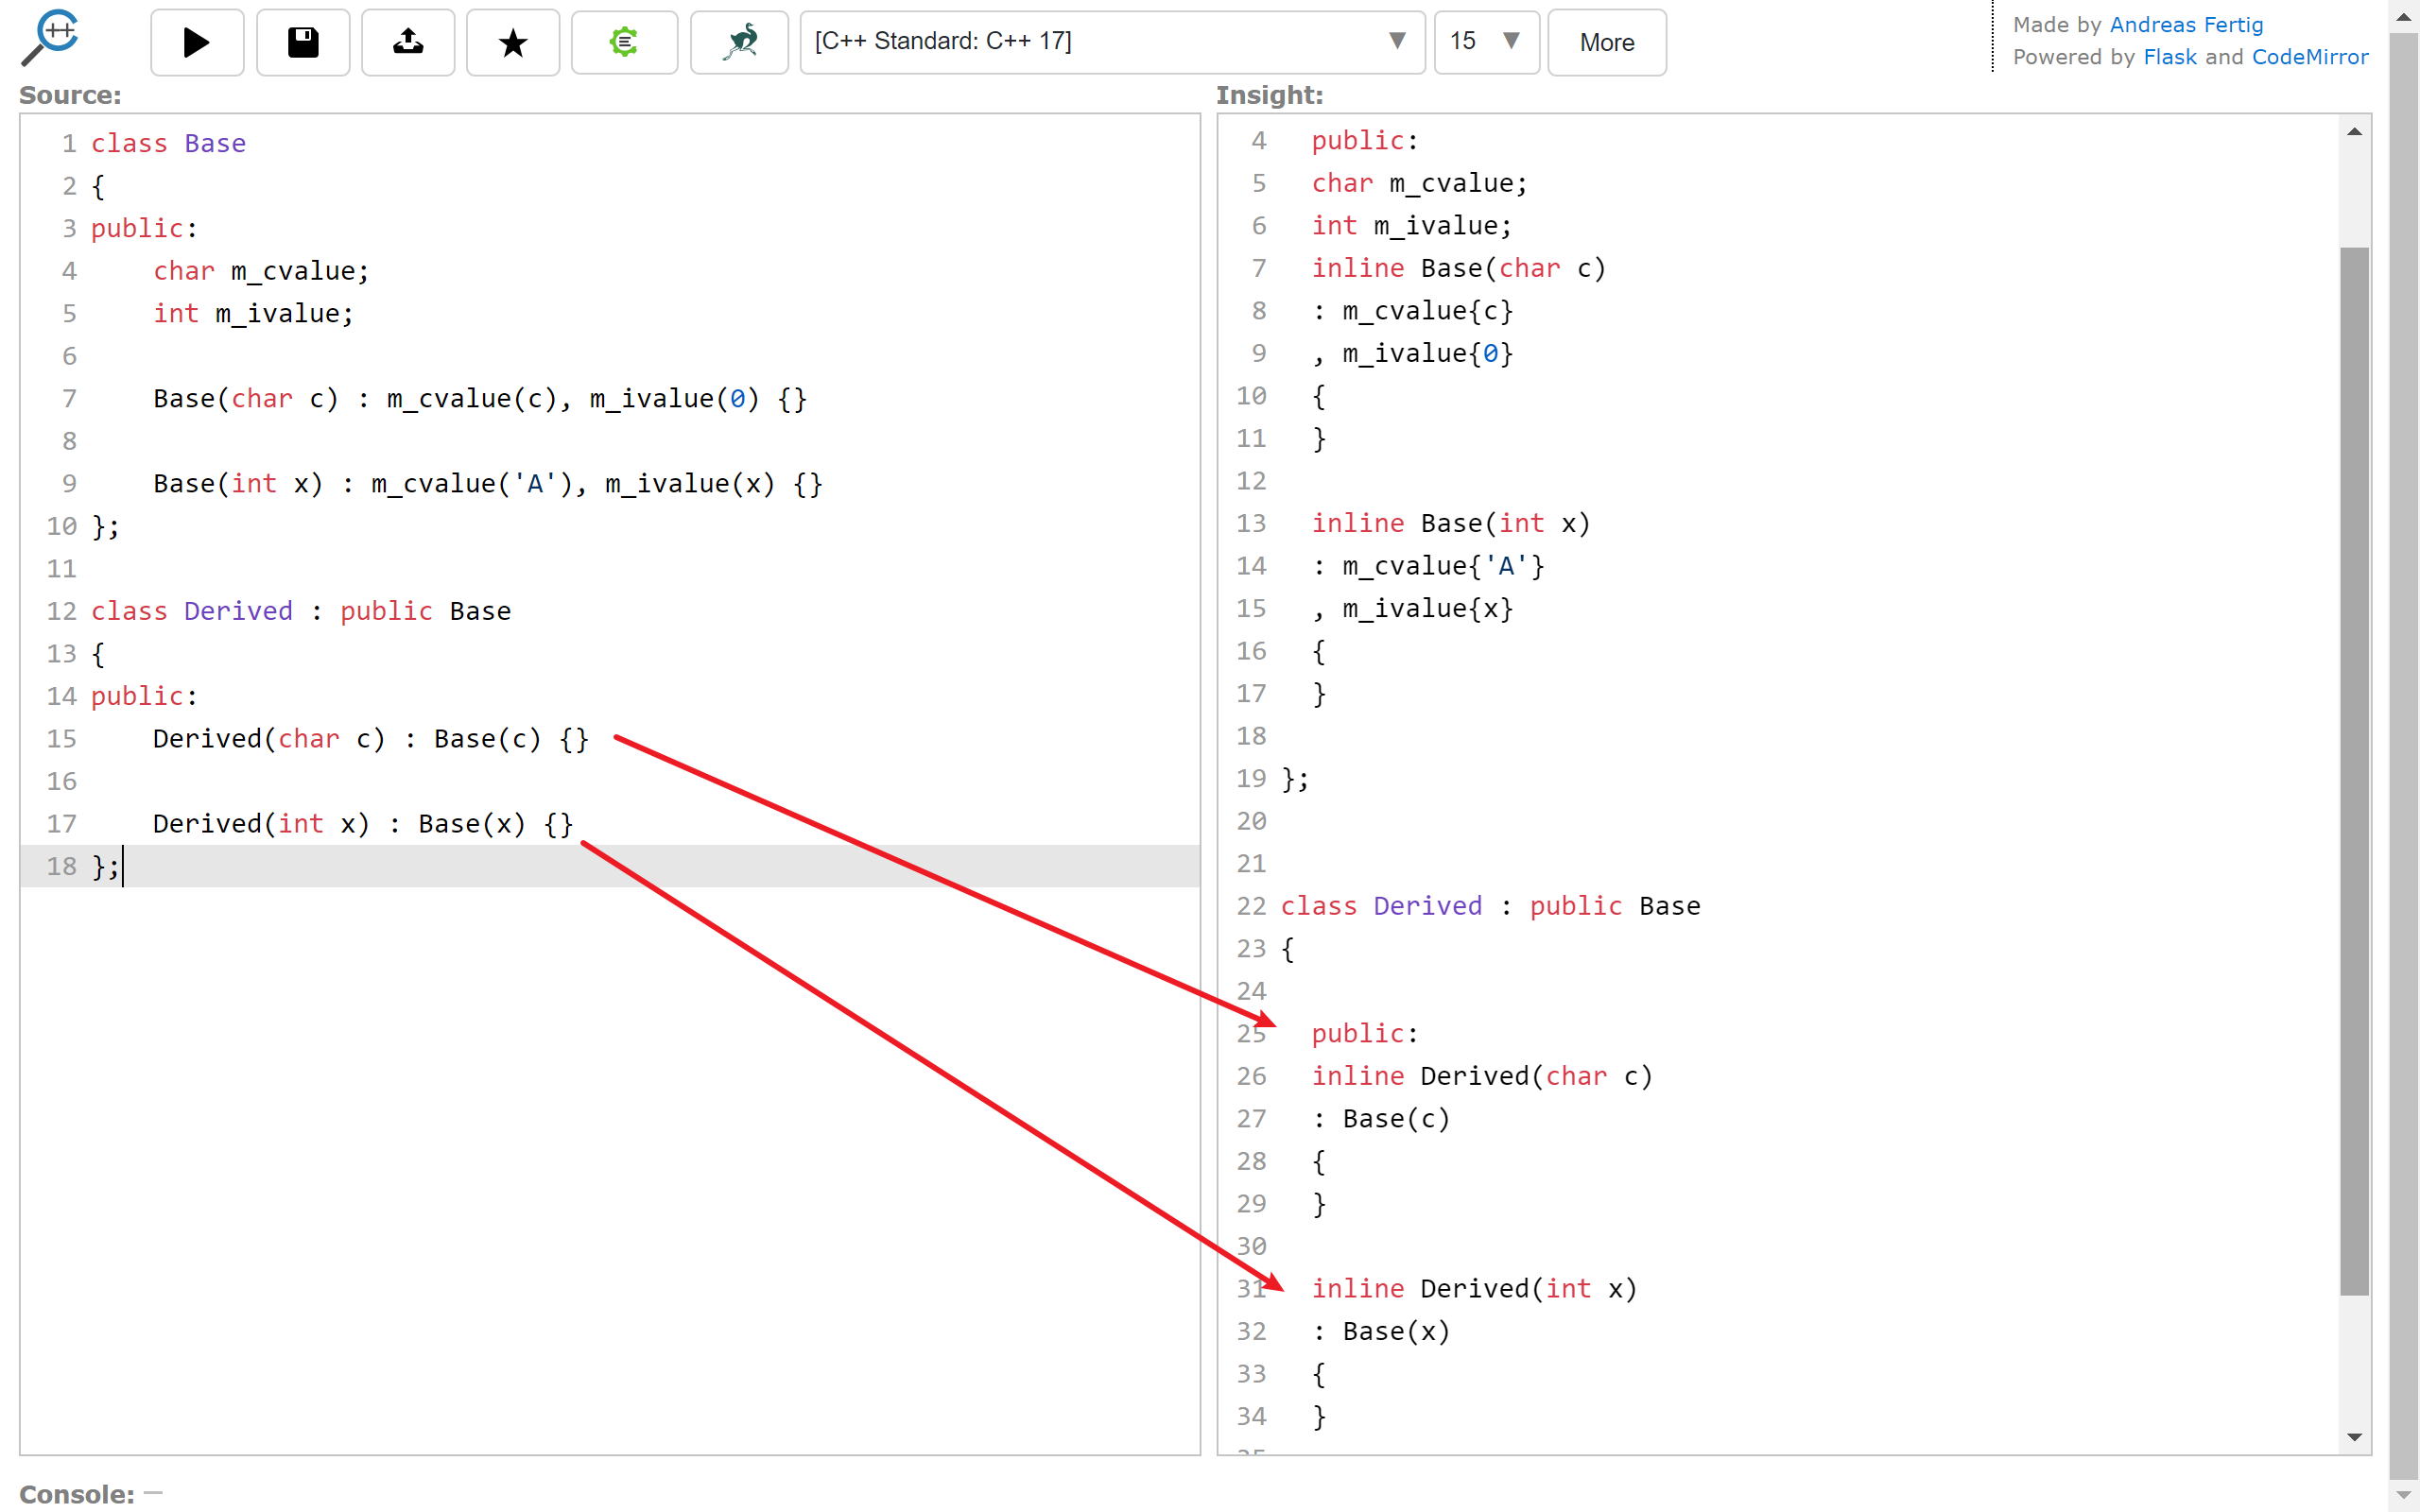 ++
[C++ Standard: C++ 17]
15
More
Made by Andreas Fertig
Powered by Flask and CodeMirror
Source:
1 class Base
2 {
3 public:
4     char m_cvalue;
5     int m_ivalue;
6
7     Base(char c) : m_cvalue(c), m_ivalue(0) {}
8
9     Base(int x) : m_cvalue('A'), m_ivalue(x) {}
10 };
11
12 class Derived : public Base
13 {
14 public:
15     Derived(char c) : Base(c) {}
16
17     Derived(int x) : Base(x) {}
18 };
Insight:
4   public:
5   char m_cvalue;
6   int m_ivalue;
7   inline Base(char c)
8   : m_cvalue{c}
9   , m_ivalue{0}
10   {
11   }
12
13   inline Base(int x)
14   : m_cvalue{'A'}
15   , m_ivalue{x}
16   {
17   }
18
19 };
20
21
22 class Derived : public Base
23 {
24
25   public:
26   inline Derived(char c)
27   : Base(c)
28   {
29   }
30
31   inline Derived(int x)
32   : Base(x)
33   {
34   }
Console: